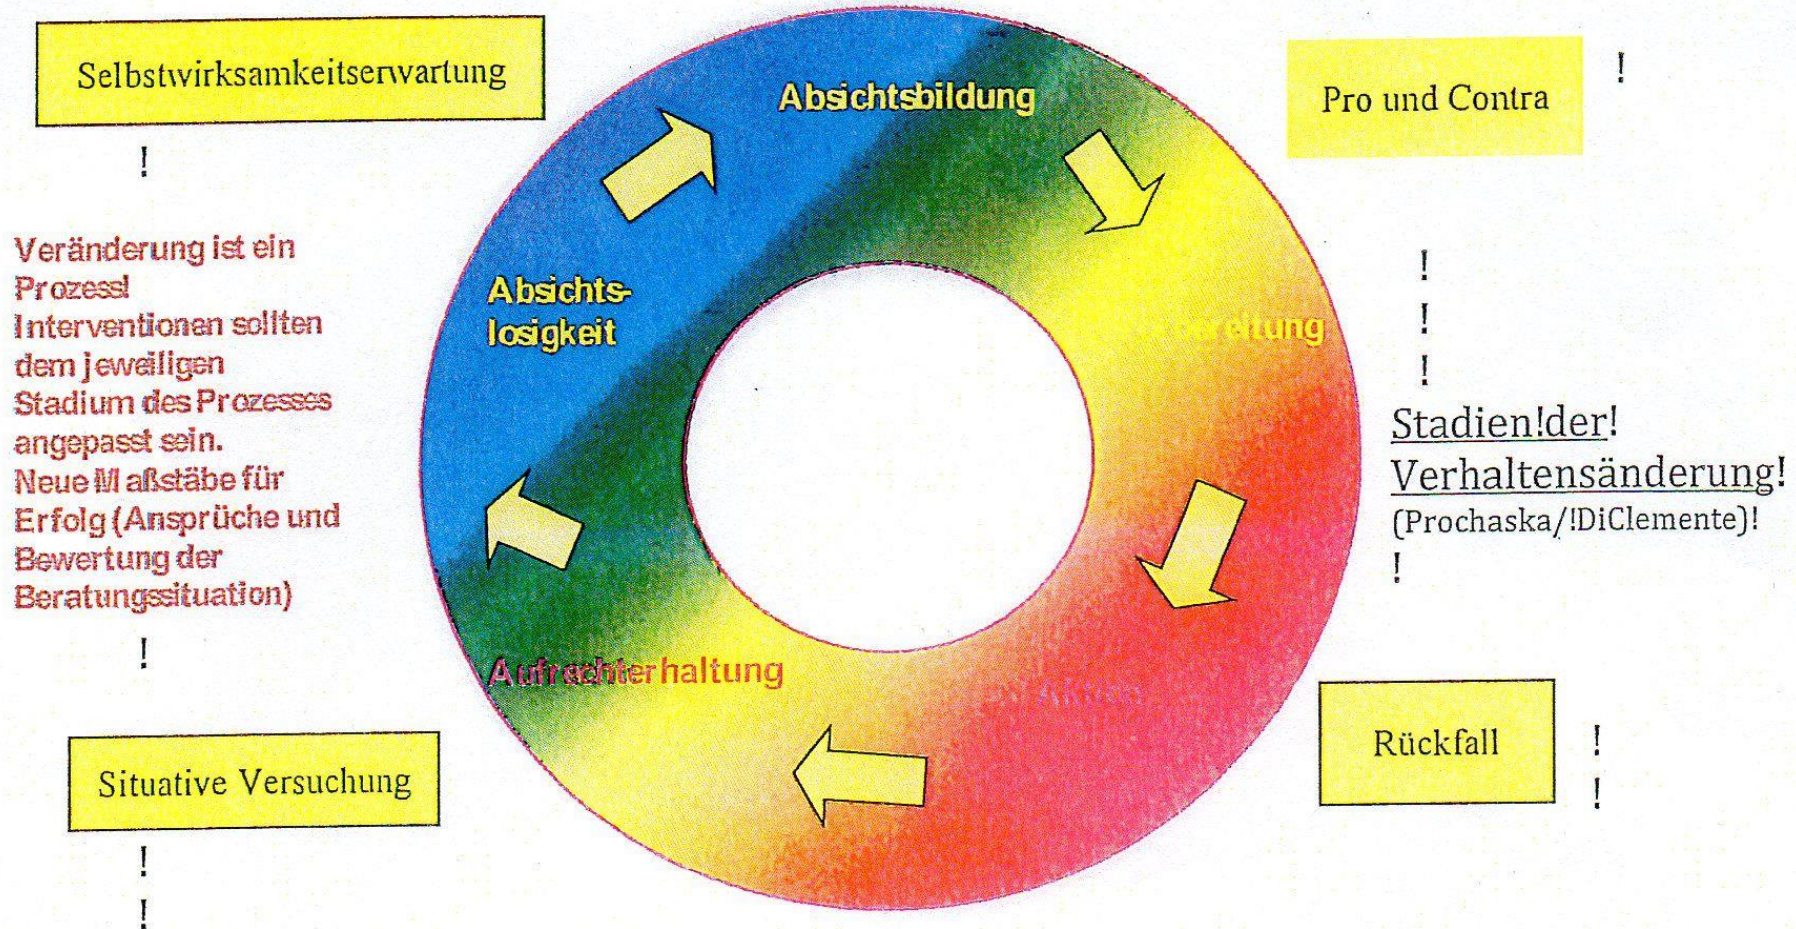 Selbstwirksamkeitserwartung
!
Veränderung ist ein
Prozess!
Interventionen sollten
dem jeweiligen
Stadium des Prozesses
angepasst sein.
Neue Maßstäbe für
Erfolg (Ansprüche und
Bewertung der
Beratungssituation)
!
Situative Versuchung
!
!
Absichtsbildung
Absichts-
losigkeit
Aufrechterhaltung
Pro und Contra
!
!
!
!
Stadien!der!
Verhaltensänderung!
(Prochaska/!DiClemente)!
!
Rückfall
!
!